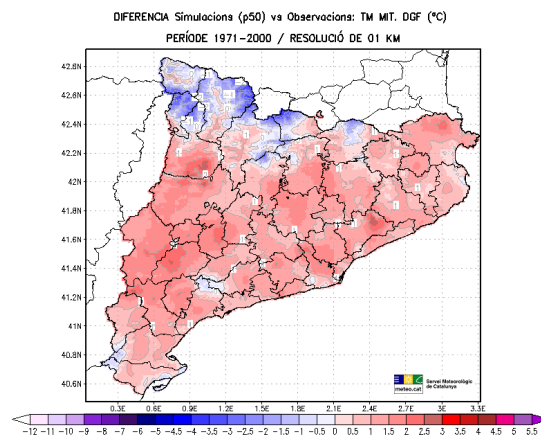 DIFERENCIA Simulacions (p50) vs Observacions: TM MIT. DGF (°C)
PERÍODE 1971-2000 / RESOLUCIÓ DE 01 KM
42.8N
42.6N
42.4N
42.2N
42N
41.8N
41.6N
41.4N
41.2N
41N
40.8N
40.6N
meteo.cat
Servei Meteorològic
de Catalunya
0.3E 0.6E 0.9E 1.2E 1.5E 1.8E 2.1E 2.4E 2.7E 3E 3.3E
-12 -11 -10 -9 -8 -7 -5 -4.5 -3.5 -3 -2.5 -2 -1.5 -1 -0.5 0 0.5 1 1.5 2 2.5 3 3.5 4 4.5 5 5.5